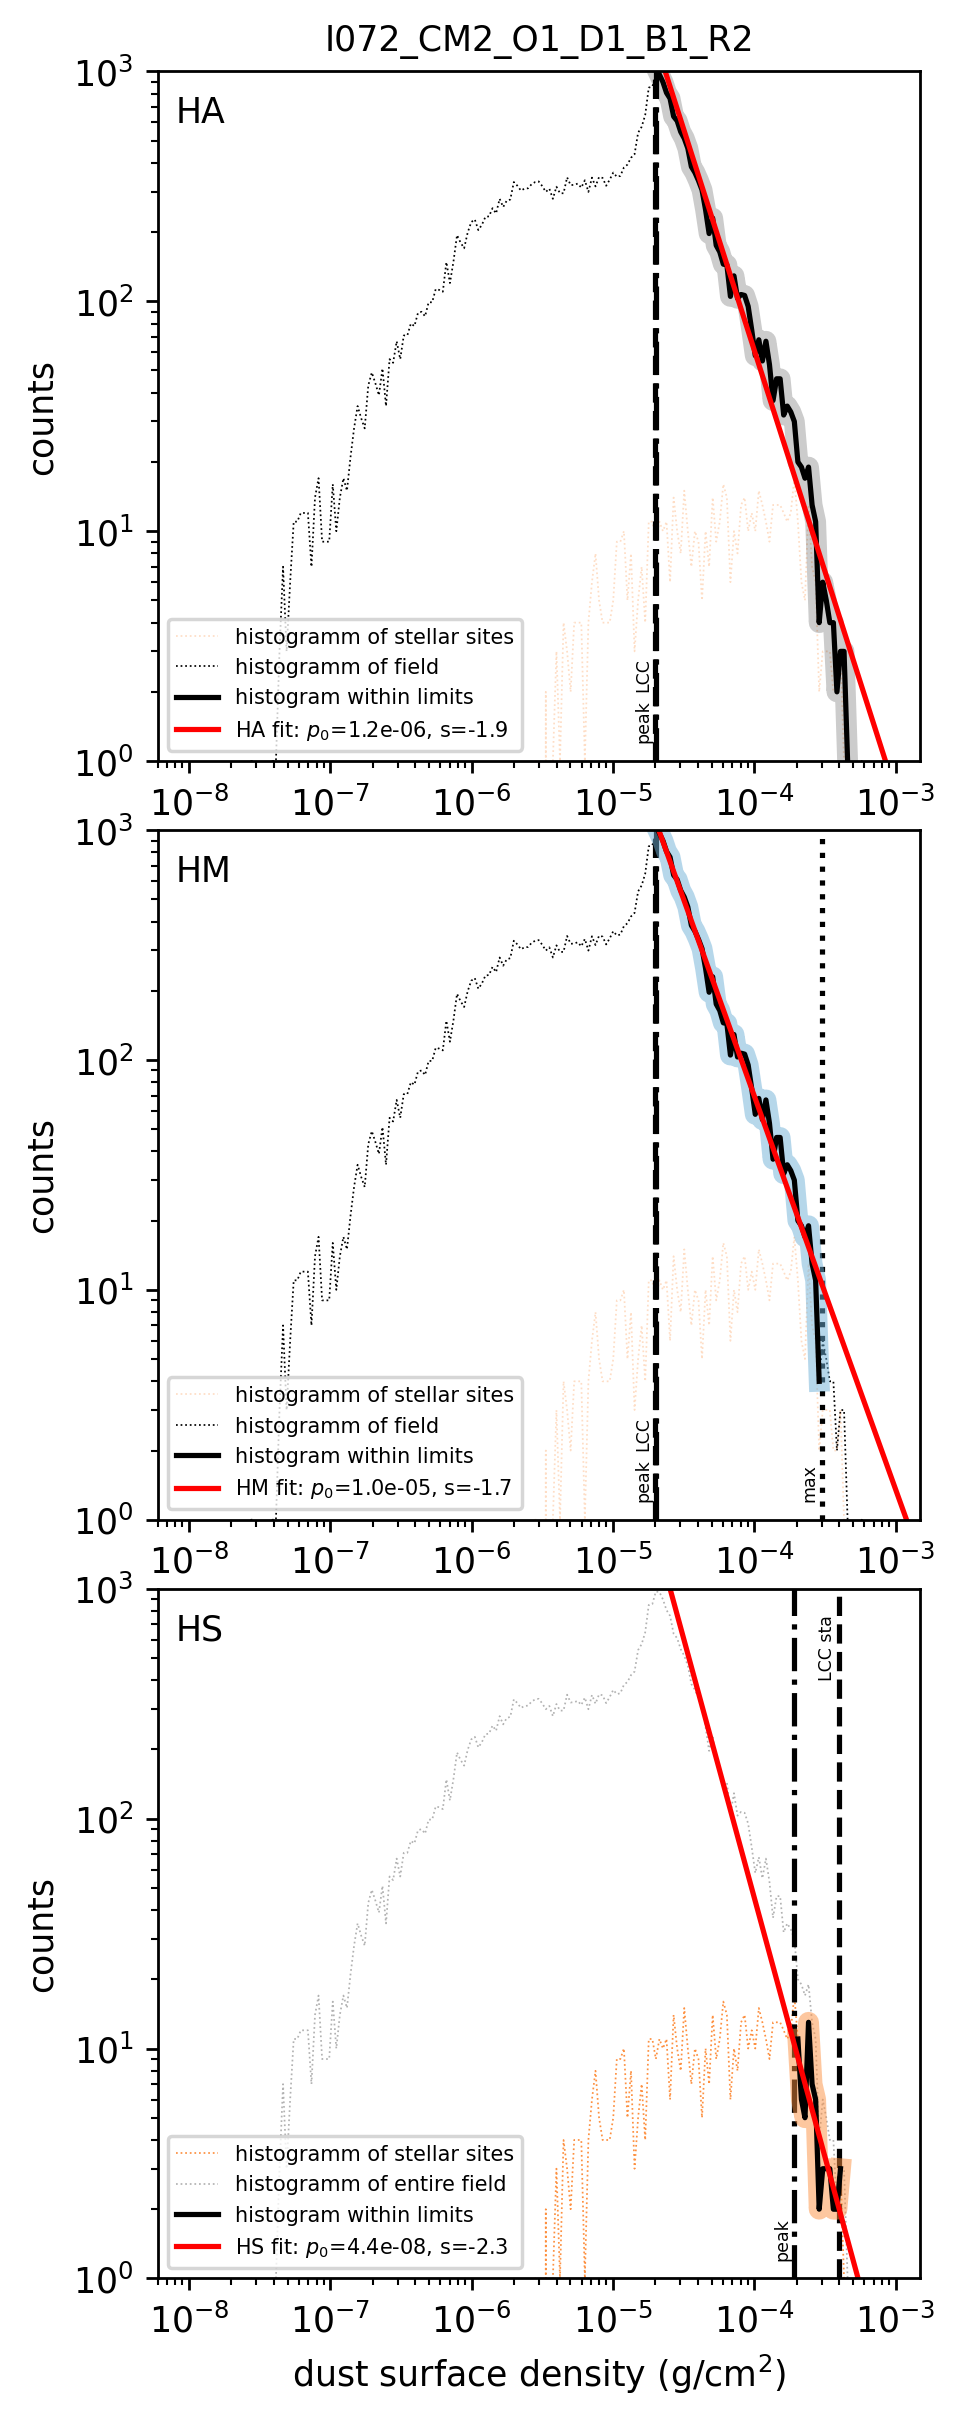 I072_CM2_O1_D1_B1_R2
10³
HA
10²
counts
10¹
histogramm of stellar sites
histogramm of field
histogram within limits
HA fit: p₀=1.2e-06, s=-1.9
peak LCC
10⁰
10⁻⁸ 10⁻⁷ 10⁻⁶ 10⁻⁵ 10⁻⁴ 10⁻³
10³
HM
10²
counts
10¹
histogramm of stellar sites
histogramm of field
histogram within limits
HM fit: p₀=1.0e-05, s=-1.7
peak LCC
max
10⁰
10⁻⁸ 10⁻⁷ 10⁻⁶ 10⁻⁵ 10⁻⁴ 10⁻³
10³
HS
LCC sta
10²
counts
10¹
histogramm of stellar sites
histogramm of entire field
histogram within limits
HS fit: p₀=4.4e-08, s=-2.3
peak
10⁰
10⁻⁸ 10⁻⁷ 10⁻⁶ 10⁻⁵ 10⁻⁴ 10⁻³
dust surface density (g/cm²)